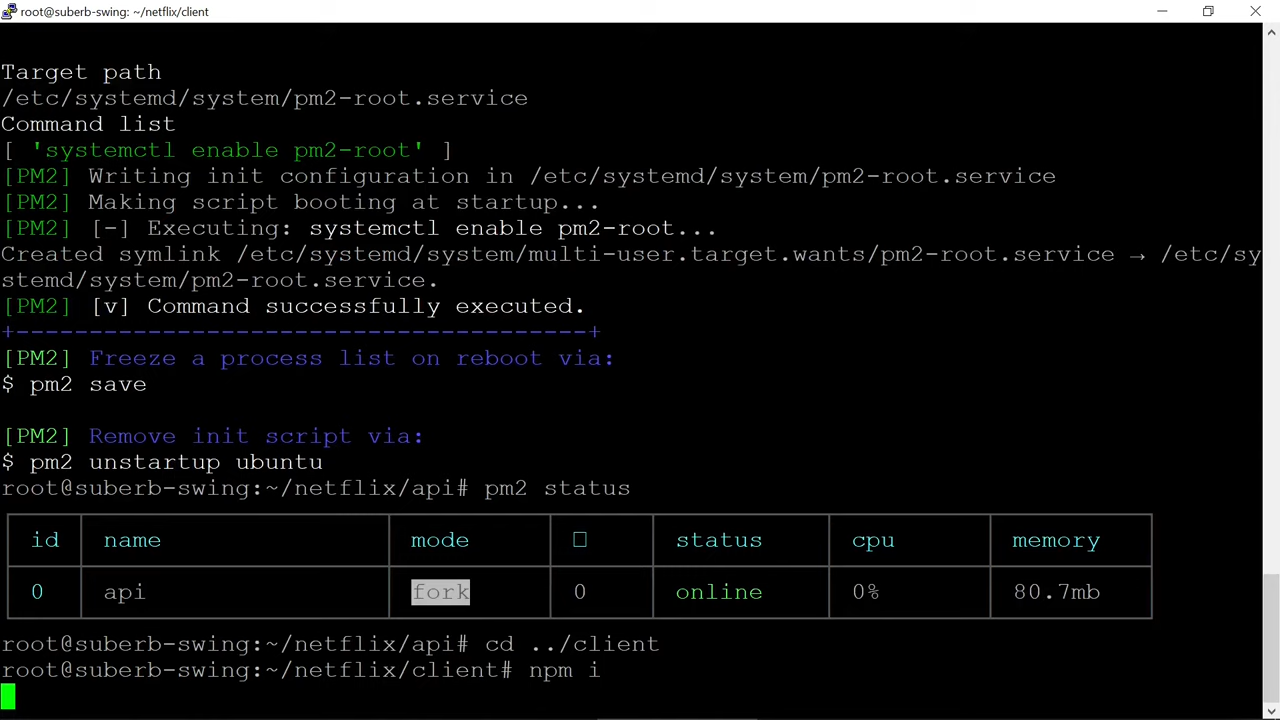 root@suberb-swing: ~/netflix/client
Target path
/etc/systemd/system/pm2-root.service
Command list
[ 'systemctl enable pm2-root' ]
[PM2] Writing init configuration in /etc/systemd/system/pm2-root.service
[PM2] Making script booting at startup...
[PM2] [-] Executing: systemctl enable pm2-root...
Created symlink /etc/systemd/system/multi-user.target.wants/pm2-root.service → /etc/sy
stemd/system/pm2-root.service.
[PM2] [v] Command successfully executed.
+---------------------------------------+
[PM2] Freeze a process list on reboot via:
$ pm2 save
[PM2] Remove init script via:
$ pm2 unstartup ubuntu
root@suberb-swing:~/netflix/api# pm2 status
id name mode □ status cpu memory
0 api fork 0 online 0% 80.7mb
root@suberb-swing:~/netflix/api# cd ../client
root@suberb-swing:~/netflix/client# npm i